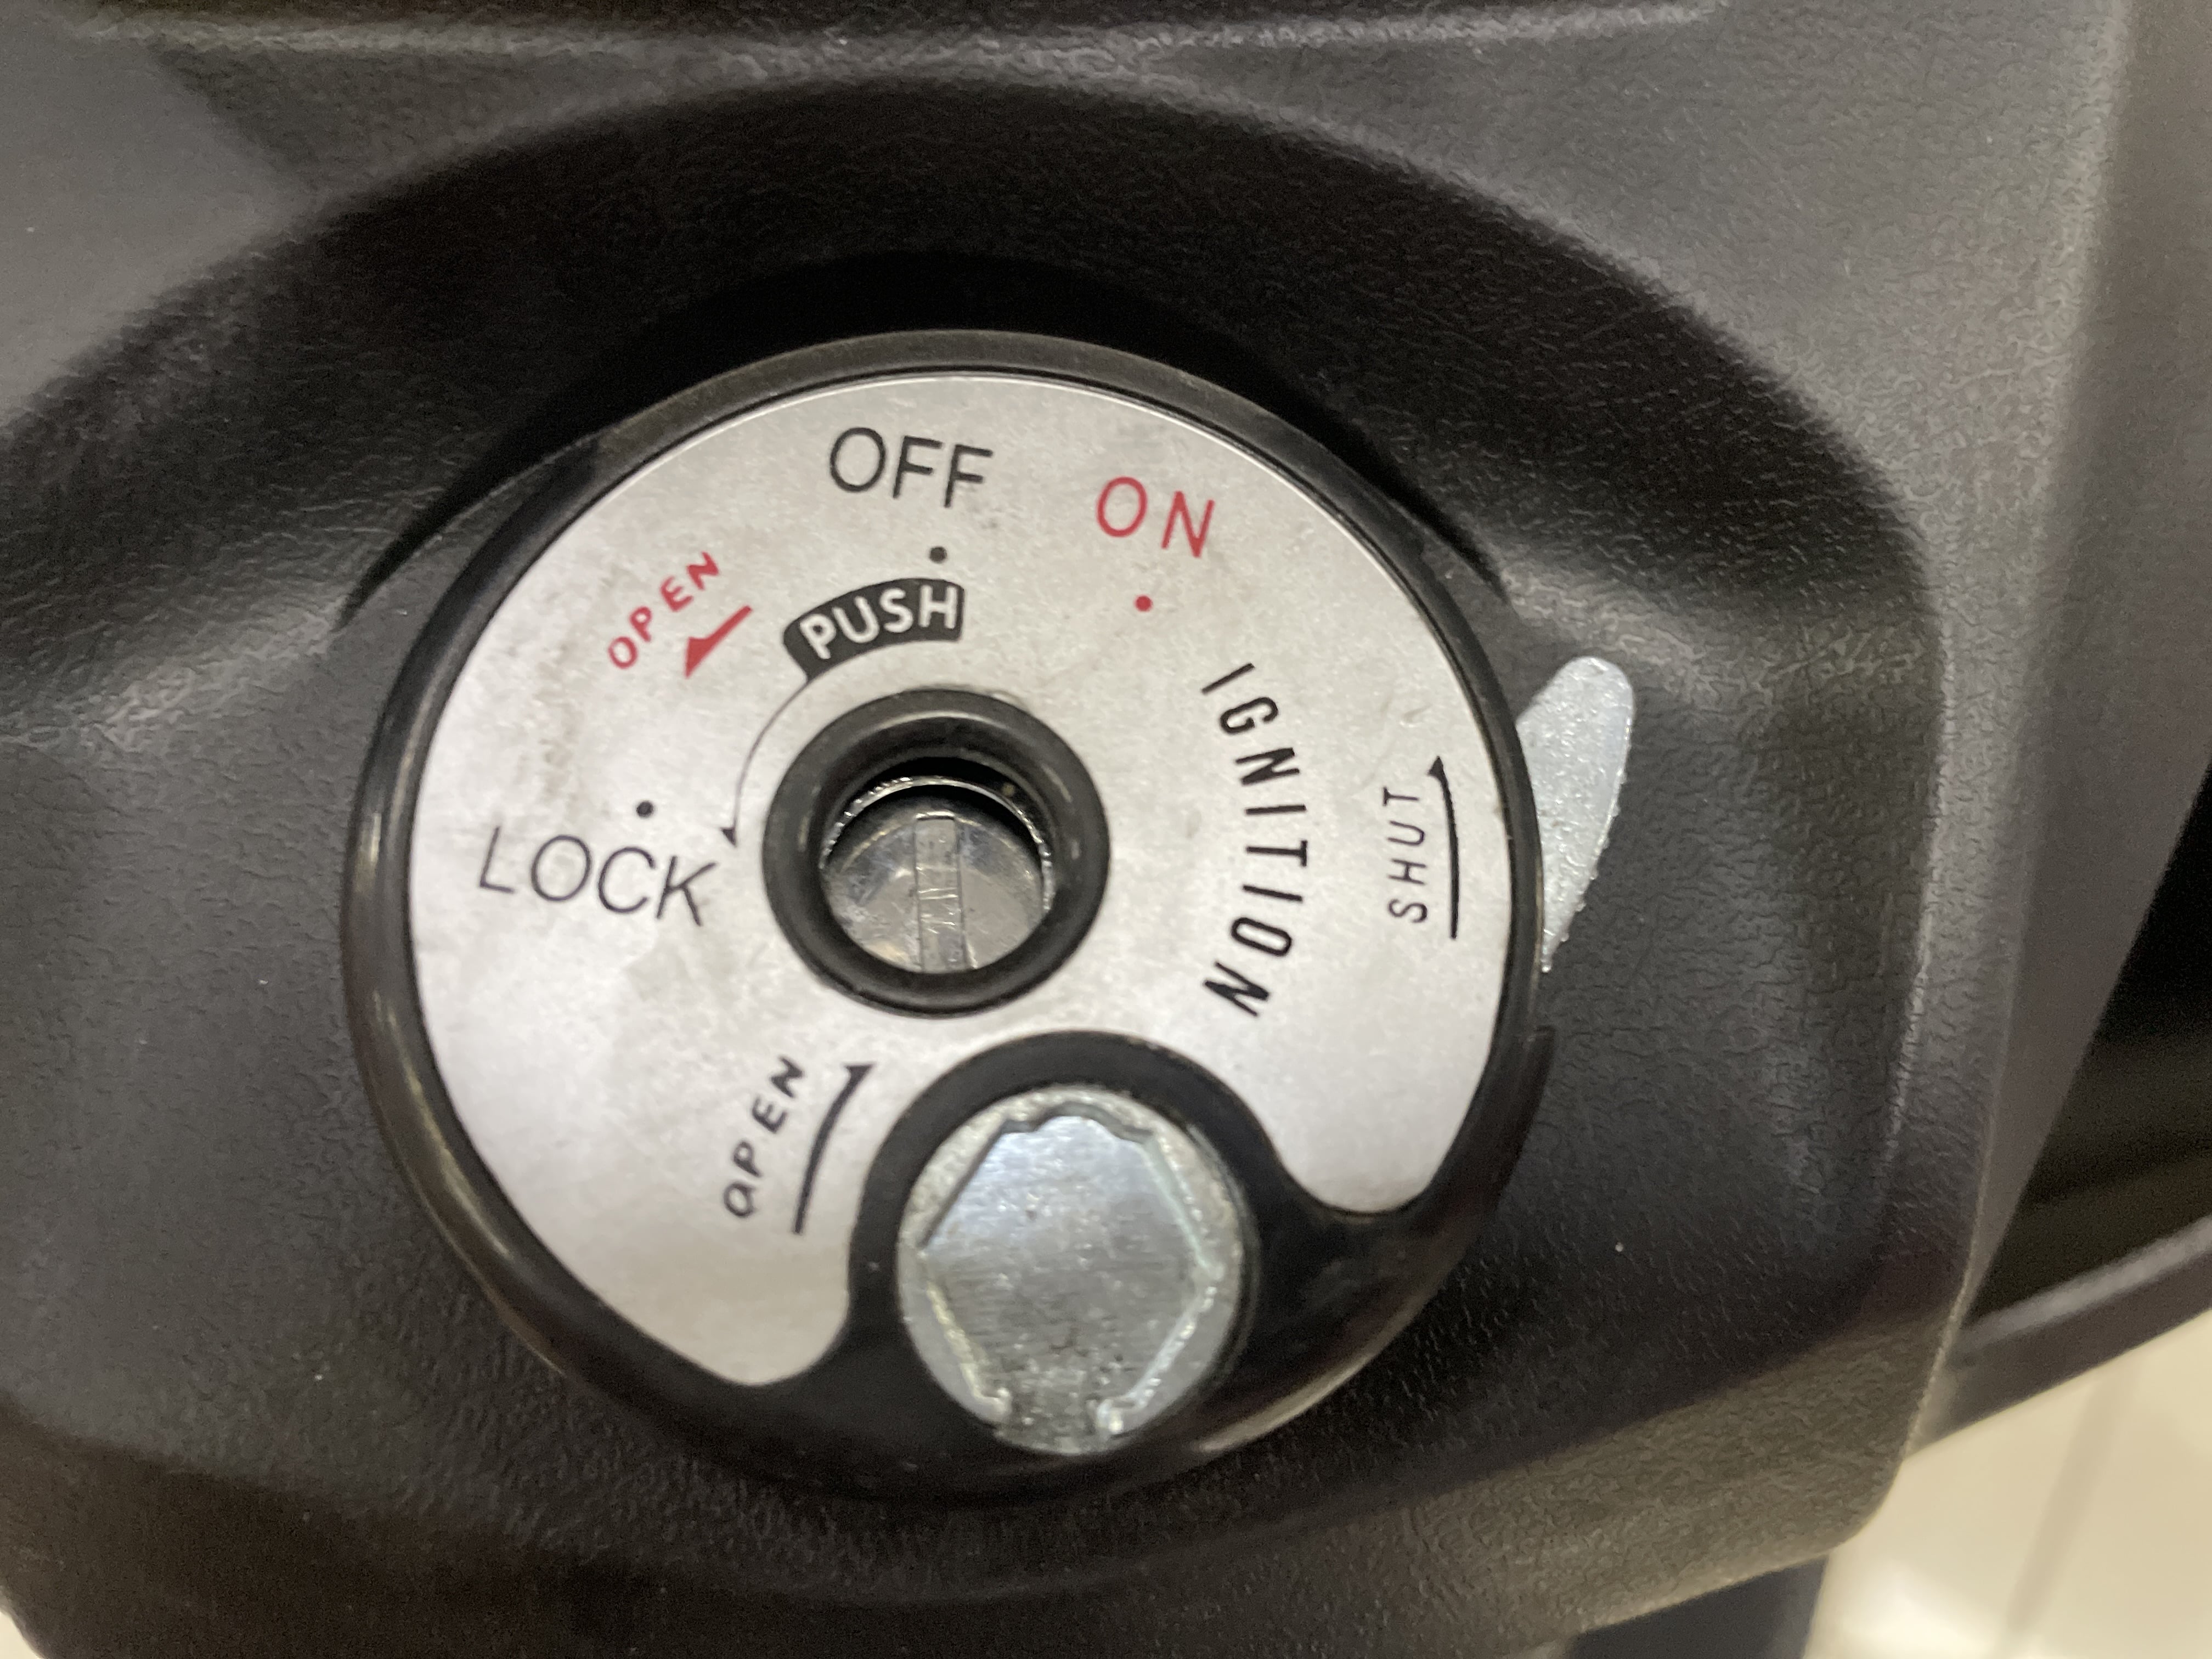 OFF
ON
OPEN
PUSH
IGNITION
SHUT
LOCK
OPEN